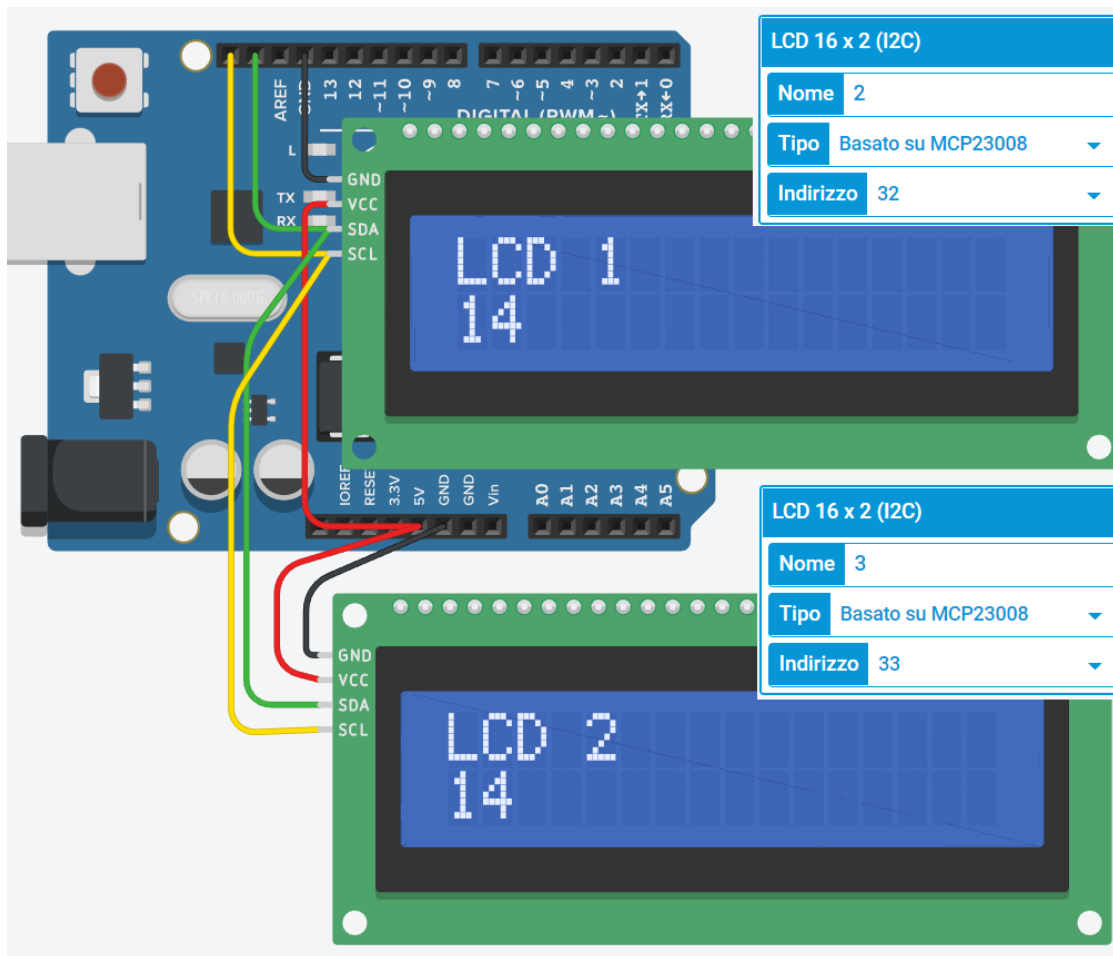 LCD 16 x 2 (I2C)
Nome 2
Tipo Basato su MCP23008
Indirizzo 32
AREF
GND
13
12
~11
~10
~9
8
7
~6
~5
4
~3
2
TX→1
RX←0
DIGITAL (PWM~)
L
TX
RX
GND
VCC
SDA
SCL
LCD 1
14
SPK16.000G
IOREF
RESET
3.3V
5V
GND
GND
Vin
A0
A1
A2
A3
A4
A5
LCD 16 x 2 (I2C)
Nome 3
Tipo Basato su MCP23008
Indirizzo 33
GND
VCC
SDA
SCL
LCD 2
14